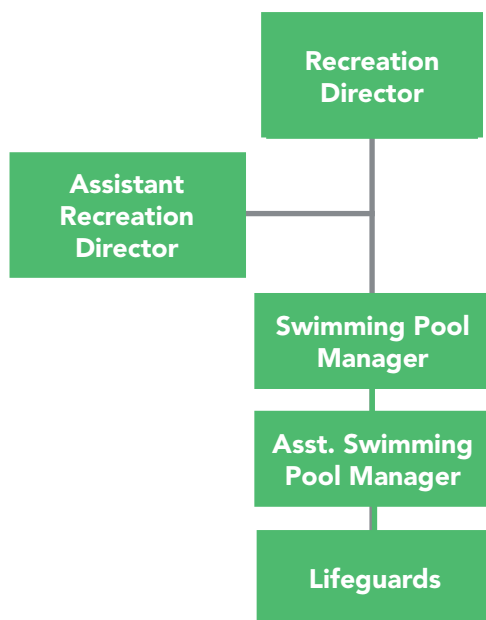 Recreation
Director
Assistant
Recreation
Director
Swimming Pool
Manager
Asst. Swimming
Pool Manager
Lifeguards